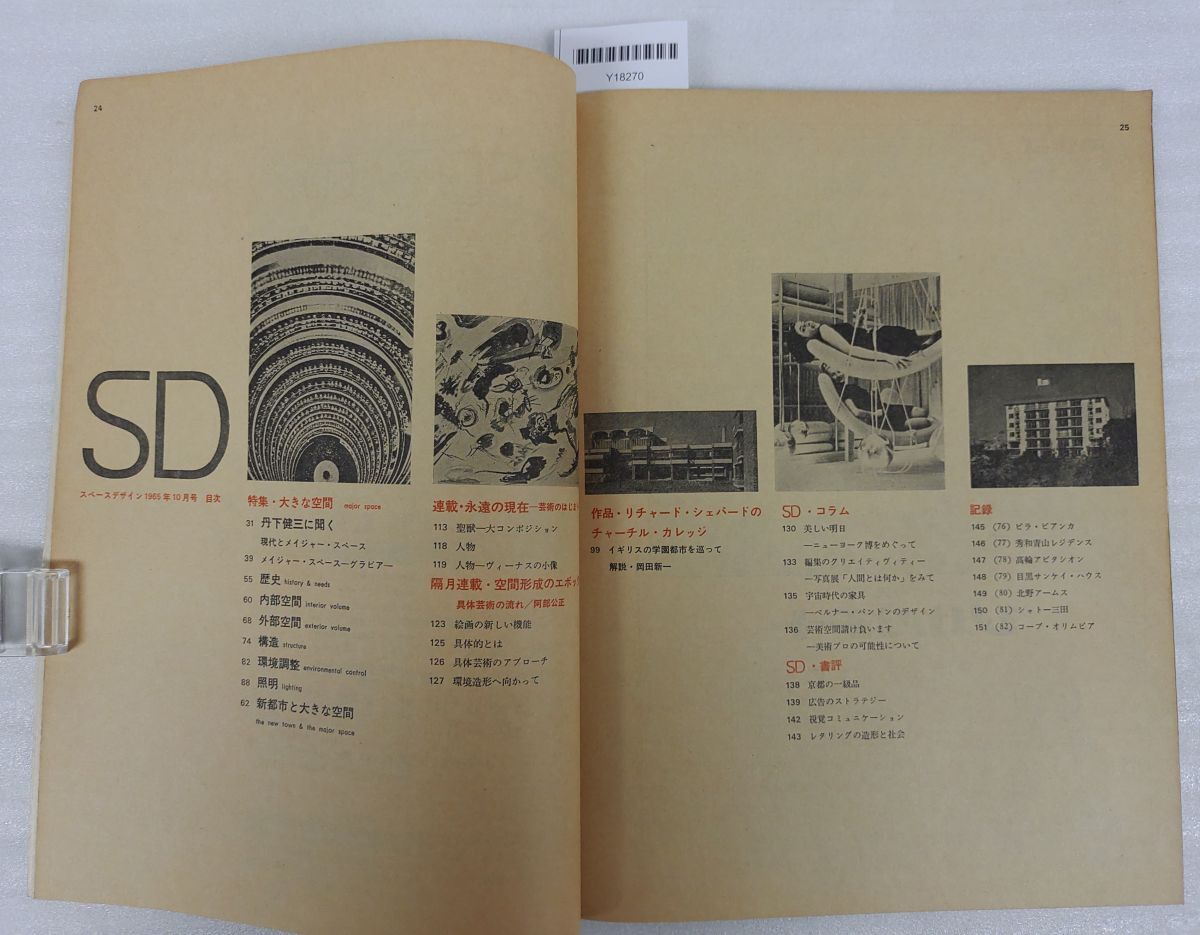 Y18270
24
25
SD
スペースデザイン1965年10月号 目次
特集・大きな空間 major space
31 丹下健三に聞く
現代とメイジャー・スペース
39 メイジャー・スペース―グラビア―
55 歴史 history & needs
60 内部空間 interior volume
68 外部空間 exterior volume
74 構造 structure
82 環境調整 environmental control
88 照明 lighting
62 新都市と大きな空間
the new town & the major space
連載・永遠の現在―芸術のはじま
113 聖獣―大コンポジション
118 人物
119 人物―ヴィーナスの小像
隔月連載・空間形成のエポック
具体芸術の流れ/阿部公正
123 絵画の新しい機能
125 具体的とは
126 具体芸術のアプローチ
127 環境造形へ向かって
作品・リチャード・シェパードの
チャーチル・カレッジ
99 イギリスの学園都市を巡って
解説・岡田新一
SD・コラム
130 美しい明日
―ニューヨーク博をめぐって
133 編集のクリエイティヴィティー
―写真展「人間とは何か」をみて
135 宇宙時代の家具
―ベルナー・パントンのデザイン
136 芸術空間請け負います
―美術プロの可能性について
SD・書評
138 京都の一級品
139 広告のストラテジー
142 視覚コミュニケーション
143 レタリングの造形と社会
記録
145 (76) ビラ・ビアンカ
146 (77) 秀和青山レジデンス
147 (78) 高輪アビタシオン
148 (79) 目黒サンケイ・ハウス
149 (80) 北野アームス
150 (81) シャトー三田
151 (82) コープ・オリムピア